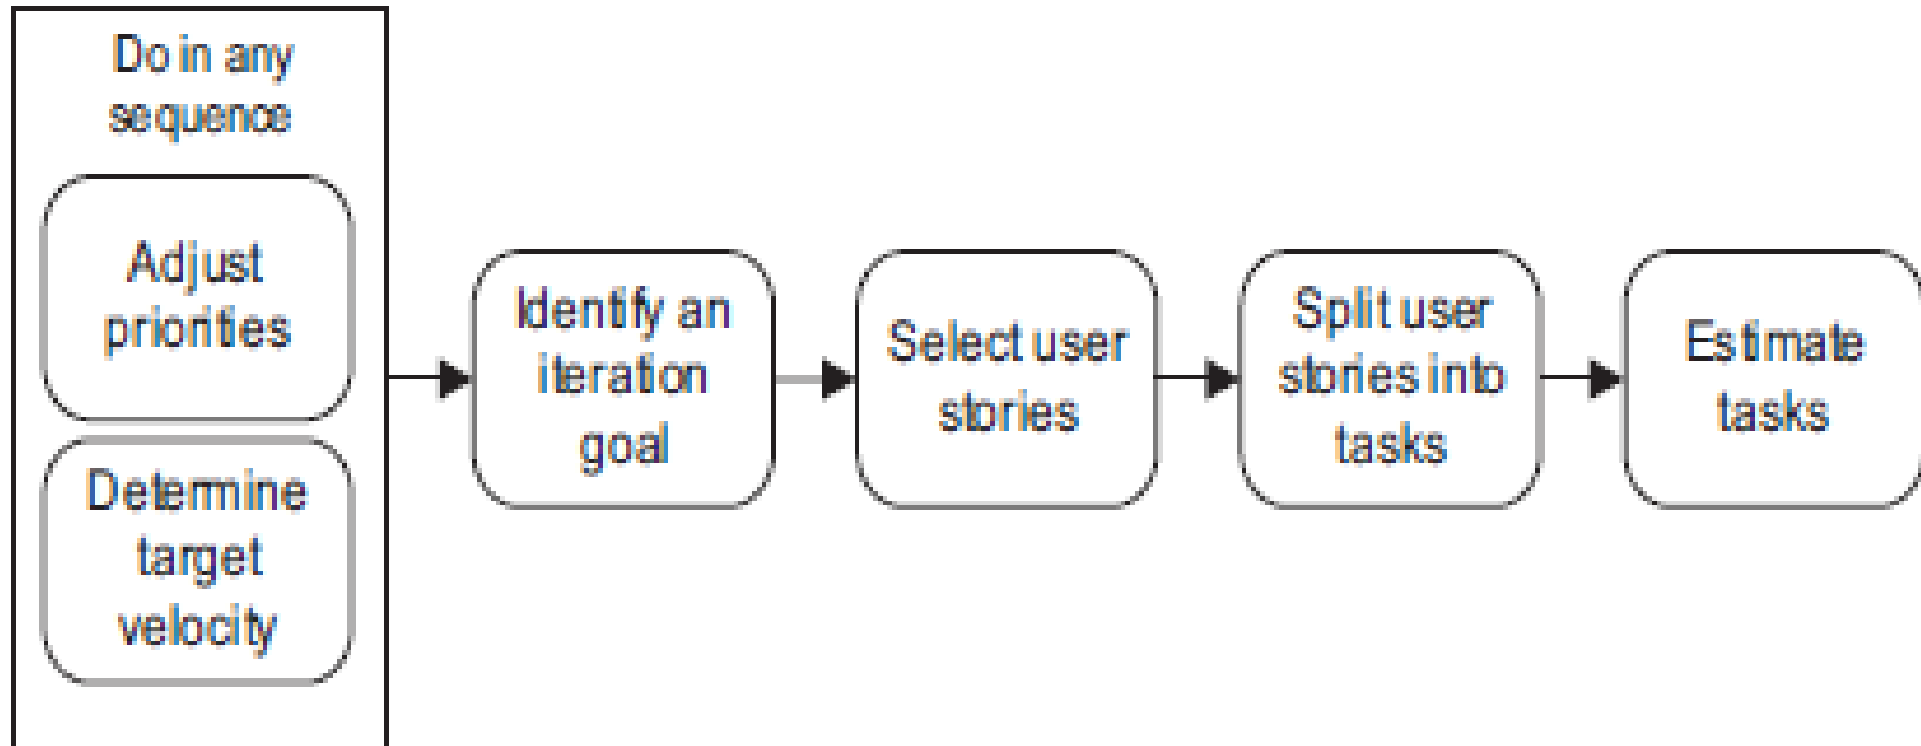 Do in any
sequence
Adjust
priorities
Determine
target
velocity
Identify an
iteration
goal
Select user
stories
Split user
stories into
tasks
Estimate
tasks